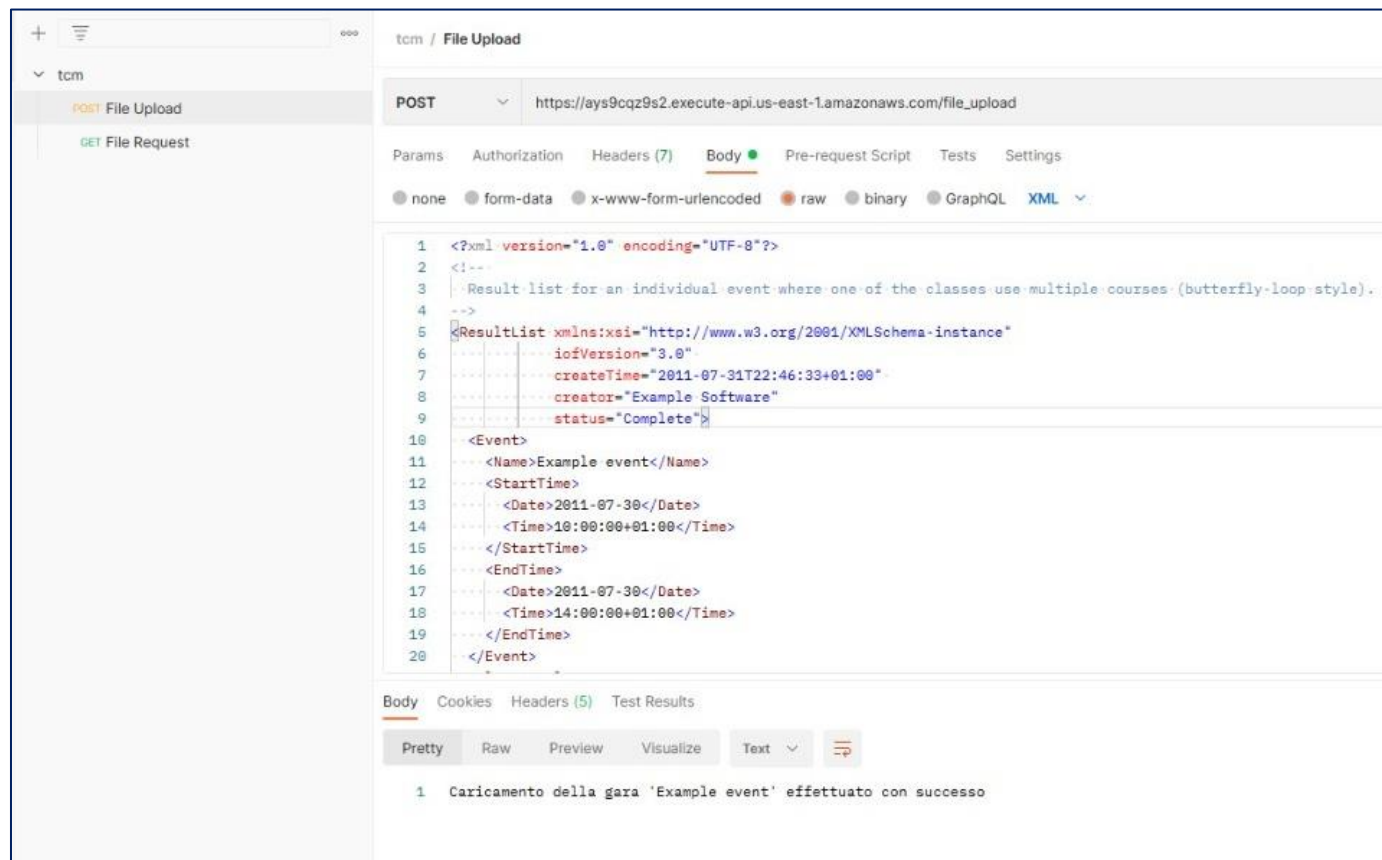 tcm / File Upload
tcm
POST File Upload
GET File Request
POST https://ays9cqz9s2.execute-api.us-east-1.amazonaws.com/file_upload
Params Authorization Headers (7) Body Pre-request Script Tests Settings
none form-data x-www-form-urlencoded raw binary GraphQL XML
1 <?xml version="1.0" encoding="UTF-8"?>
2 <!--
3 Result list for an individual event where one of the classes use multiple courses (butterfly-loop style).
4 -->
5 <ResultList xmlns:xsi="http://www.w3.org/2001/XMLSchema-instance"
6 iofVersion="3.0"
7 createTime="2011-07-31T22:46:33+01:00"
8 creator="Example Software"
9 status="Complete">
10 <Event>
11 <Name>Example event</Name>
12 <StartTime>
13 <Date>2011-07-30</Date>
14 <Time>10:00:00+01:00</Time>
15 </StartTime>
16 <EndTime>
17 <Date>2011-07-30</Date>
18 <Time>14:00:00+01:00</Time>
19 </EndTime>
20 </Event>
Body Cookies Headers (5) Test Results
Pretty Raw Preview Visualize Text
1 Caricamento della gara 'Example event' effettuato con successo